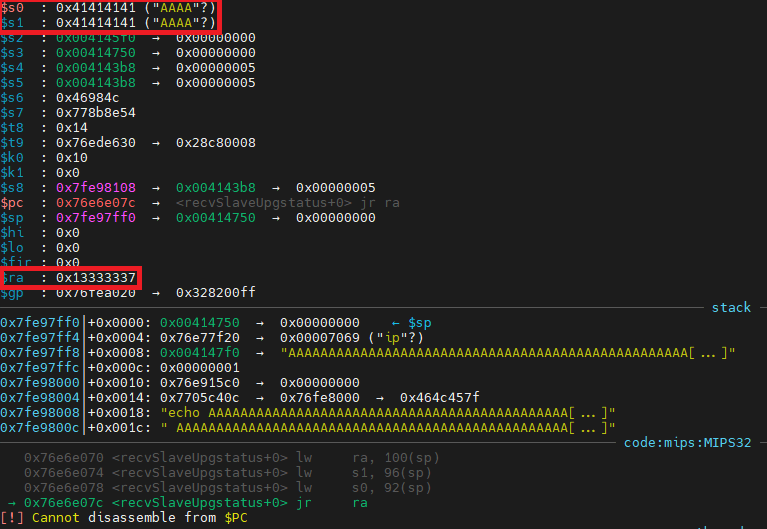 $s0 : 0x41414141 ("AAAA"?)
$s1 : 0x41414141 ("AAAA"?)
$s2 : 0x004145f0 → 0x00000000
$s3 : 0x00414750 → 0x00000000
$s4 : 0x004143b8 → 0x00000005
$s5 : 0x004143b8 → 0x00000005
$s6 : 0x46984c
$s7 : 0x778b8e54
$t8 : 0x14
$t9 : 0x76ede630 → 0x28c80008
$k0 : 0x10
$k1 : 0x0
$s8 : 0x7fe98108 → 0x004143b8 → 0x00000005
$pc : 0x76e6e07c → <recvSlaveUpgstatus+0> jr ra
$sp : 0x7fe97ff0 → 0x00414750 → 0x00000000
$hi : 0x0
$lo : 0x0
$fir : 0x0
$ra : 0x13333337
$gp : 0x76fea020 → 0x328200ff
stack
0x7fe97ff0│+0x0000: 0x00414750 → 0x00000000 ← $sp
0x7fe97ff4│+0x0004: 0x76e77f20 → 0x00007069 ("ip"?)
0x7fe97ff8│+0x0008: 0x004147f0 → "AAAAAAAAAAAAAAAAAAAAAAAAAAAAAAAAAAAAAAAAAAAAAAAAAA[...]"
0x7fe97ffc│+0x000c: 0x00000001
0x7fe98000│+0x0010: 0x76e915c0 → 0x00000000
0x7fe98004│+0x0014: 0x7705c40c → 0x76fe8000 → 0x464c457f
0x7fe98008│+0x0018: "echo AAAAAAAAAAAAAAAAAAAAAAAAAAAAAAAAAAAAAAAAAAAAA[...]"
0x7fe9800c│+0x001c: " AAAAAAAAAAAAAAAAAAAAAAAAAAAAAAAAAAAAAAAAAAAAAAAAA[...]"
code:mips:MIPS32
0x76e6e070 <recvSlaveUpgstatus+0> lw ra, 100(sp)
0x76e6e074 <recvSlaveUpgstatus+0> lw s1, 96(sp)
0x76e6e078 <recvSlaveUpgstatus+0> lw s0, 92(sp)
→ 0x76e6e07c <recvSlaveUpgstatus+0> jr ra
[!] Cannot disassemble from $PC